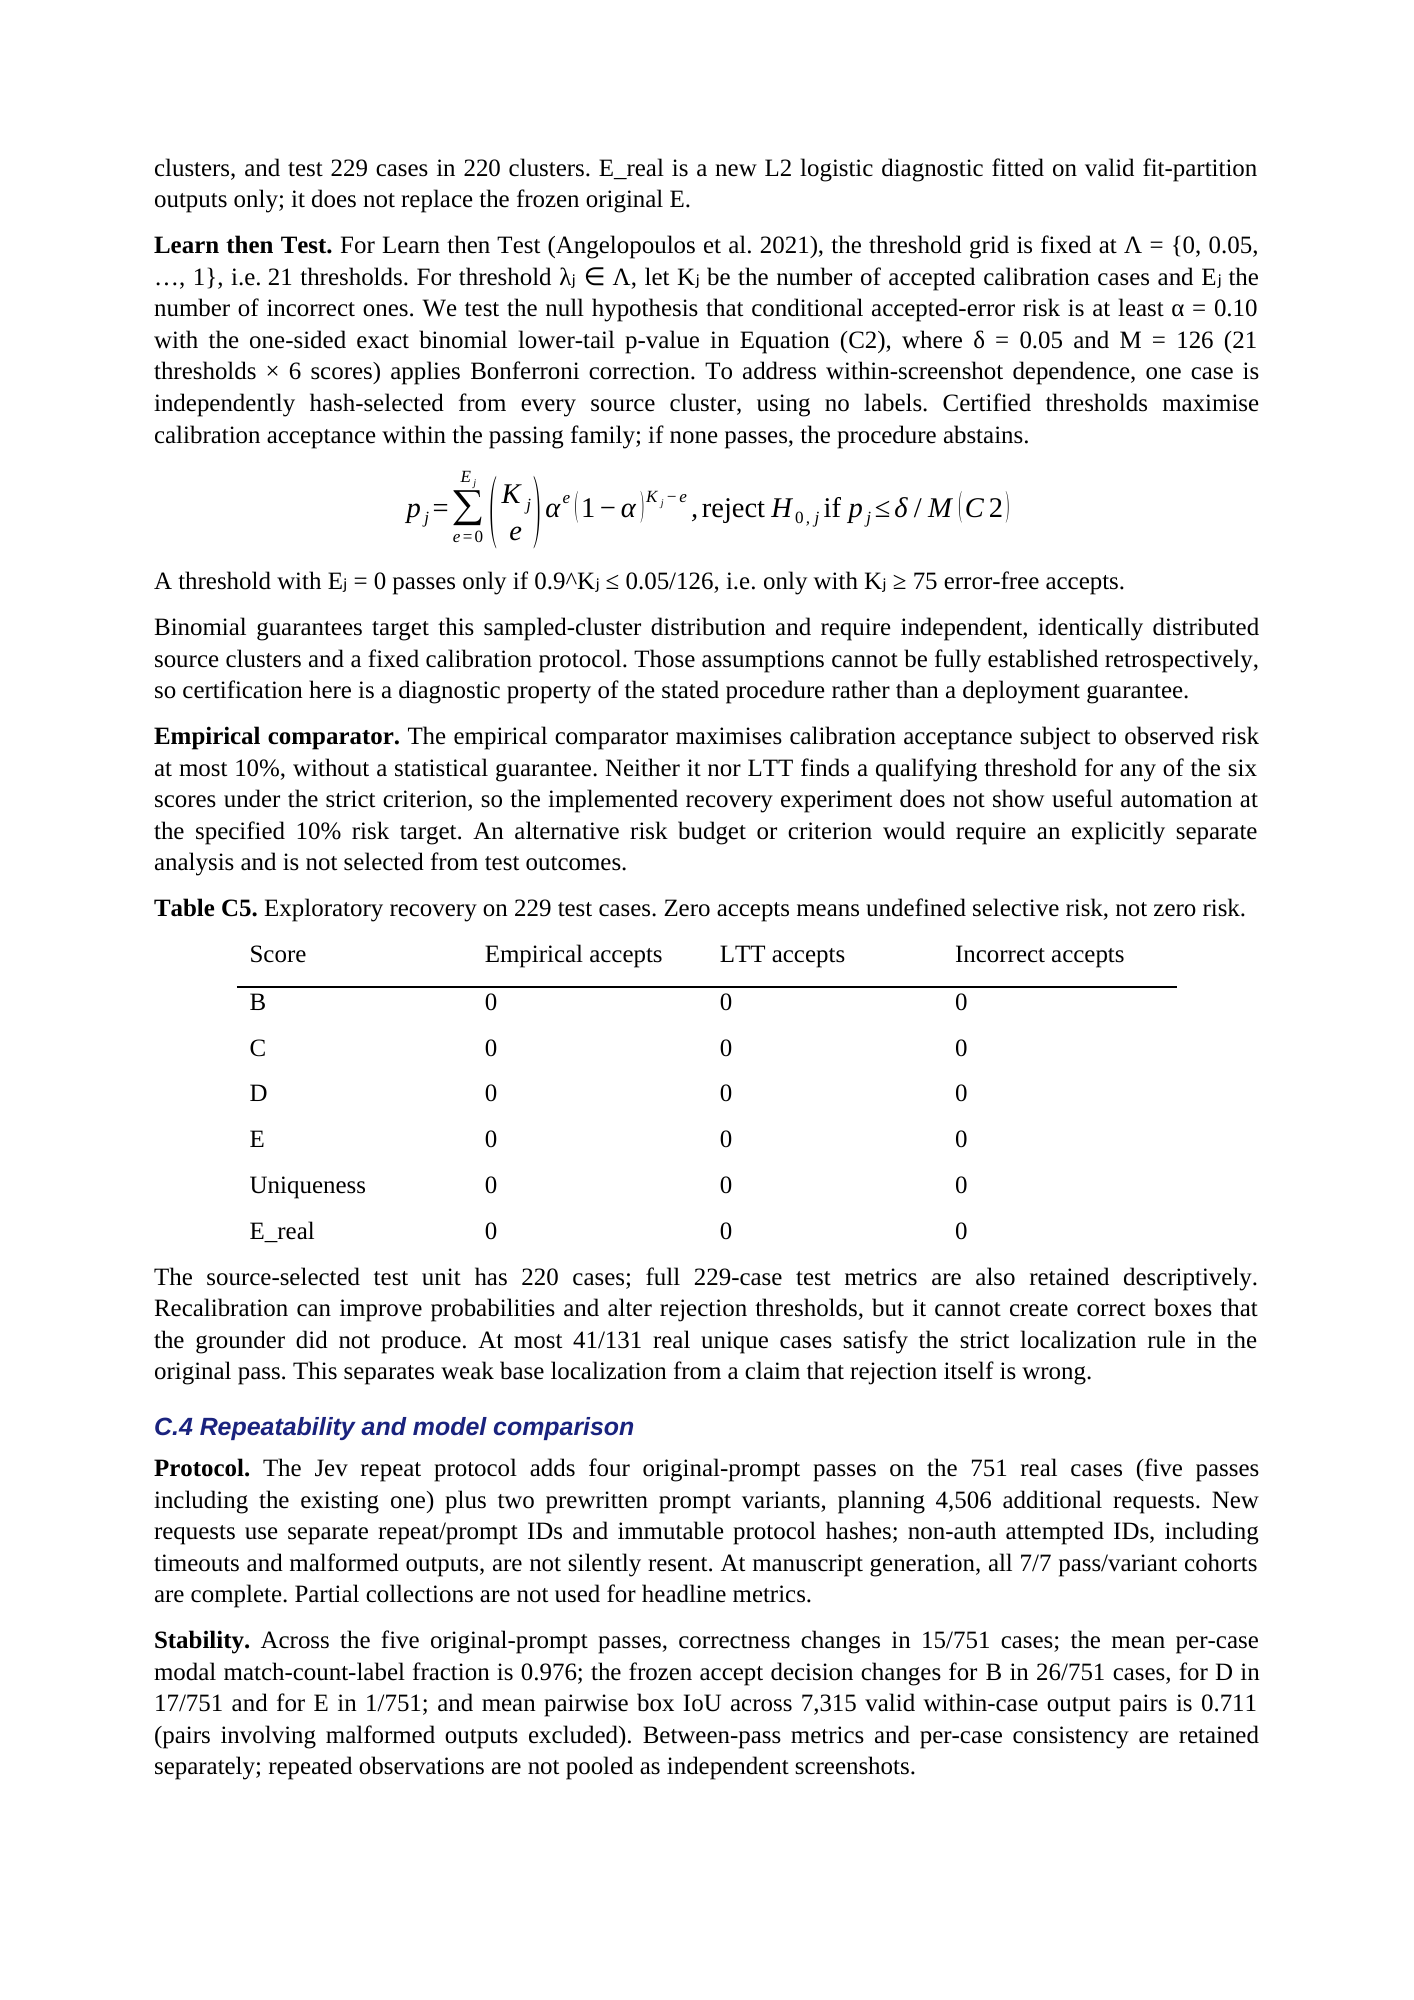 clusters, and test 229 cases in 220 clusters. E_real is a new L2 logistic diagnostic fitted on valid fit-partition
outputs only; it does not replace the frozen original E.
Learn then Test. For Learn then Test (Angelopoulos et al. 2021), the threshold grid is fixed at Λ = {0, 0.05,
…, 1}, i.e. 21 thresholds. For threshold λⱼ ∈ Λ, let Kⱼ be the number of accepted calibration cases and Eⱼ the
number of incorrect ones. We test the null hypothesis that conditional accepted-error risk is at least α = 0.10
with the one-sided exact binomial lower-tail p-value in Equation (C2), where δ = 0.05 and M = 126 (21
thresholds × 6 scores) applies Bonferroni correction. To address within-screenshot dependence, one case is
independently hash-selected from every source cluster, using no labels. Certified thresholds maximise
calibration acceptance within the passing family; if none passes, the procedure abstains.
p_j = ∑_{e=0}^{E_j} (K_j e) α^e (1 − α)^{K_j − e} , reject H_{0,j} if p_j ≤ δ / M (C 2)
A threshold with Eⱼ = 0 passes only if 0.9^Kⱼ ≤ 0.05/126, i.e. only with Kⱼ ≥ 75 error-free accepts.
Binomial guarantees target this sampled-cluster distribution and require independent, identically distributed
source clusters and a fixed calibration protocol. Those assumptions cannot be fully established retrospectively,
so certification here is a diagnostic property of the stated procedure rather than a deployment guarantee.
Empirical comparator. The empirical comparator maximises calibration acceptance subject to observed risk
at most 10%, without a statistical guarantee. Neither it nor LTT finds a qualifying threshold for any of the six
scores under the strict criterion, so the implemented recovery experiment does not show useful automation at
the specified 10% risk target. An alternative risk budget or criterion would require an explicitly separate
analysis and is not selected from test outcomes.
Table C5. Exploratory recovery on 229 test cases. Zero accepts means undefined selective risk, not zero risk.
Score Empirical accepts LTT accepts Incorrect accepts
B 0 0 0
C 0 0 0
D 0 0 0
E 0 0 0
Uniqueness 0 0 0
E_real 0 0 0
The source-selected test unit has 220 cases; full 229-case test metrics are also retained descriptively.
Recalibration can improve probabilities and alter rejection thresholds, but it cannot create correct boxes that
the grounder did not produce. At most 41/131 real unique cases satisfy the strict localization rule in the
original pass. This separates weak base localization from a claim that rejection itself is wrong.
C.4 Repeatability and model comparison
Protocol. The Jev repeat protocol adds four original-prompt passes on the 751 real cases (five passes
including the existing one) plus two prewritten prompt variants, planning 4,506 additional requests. New
requests use separate repeat/prompt IDs and immutable protocol hashes; non-auth attempted IDs, including
timeouts and malformed outputs, are not silently resent. At manuscript generation, all 7/7 pass/variant cohorts
are complete. Partial collections are not used for headline metrics.
Stability. Across the five original-prompt passes, correctness changes in 15/751 cases; the mean per-case
modal match-count-label fraction is 0.976; the frozen accept decision changes for B in 26/751 cases, for D in
17/751 and for E in 1/751; and mean pairwise box IoU across 7,315 valid within-case output pairs is 0.711
(pairs involving malformed outputs excluded). Between-pass metrics and per-case consistency are retained
separately; repeated observations are not pooled as independent screenshots.